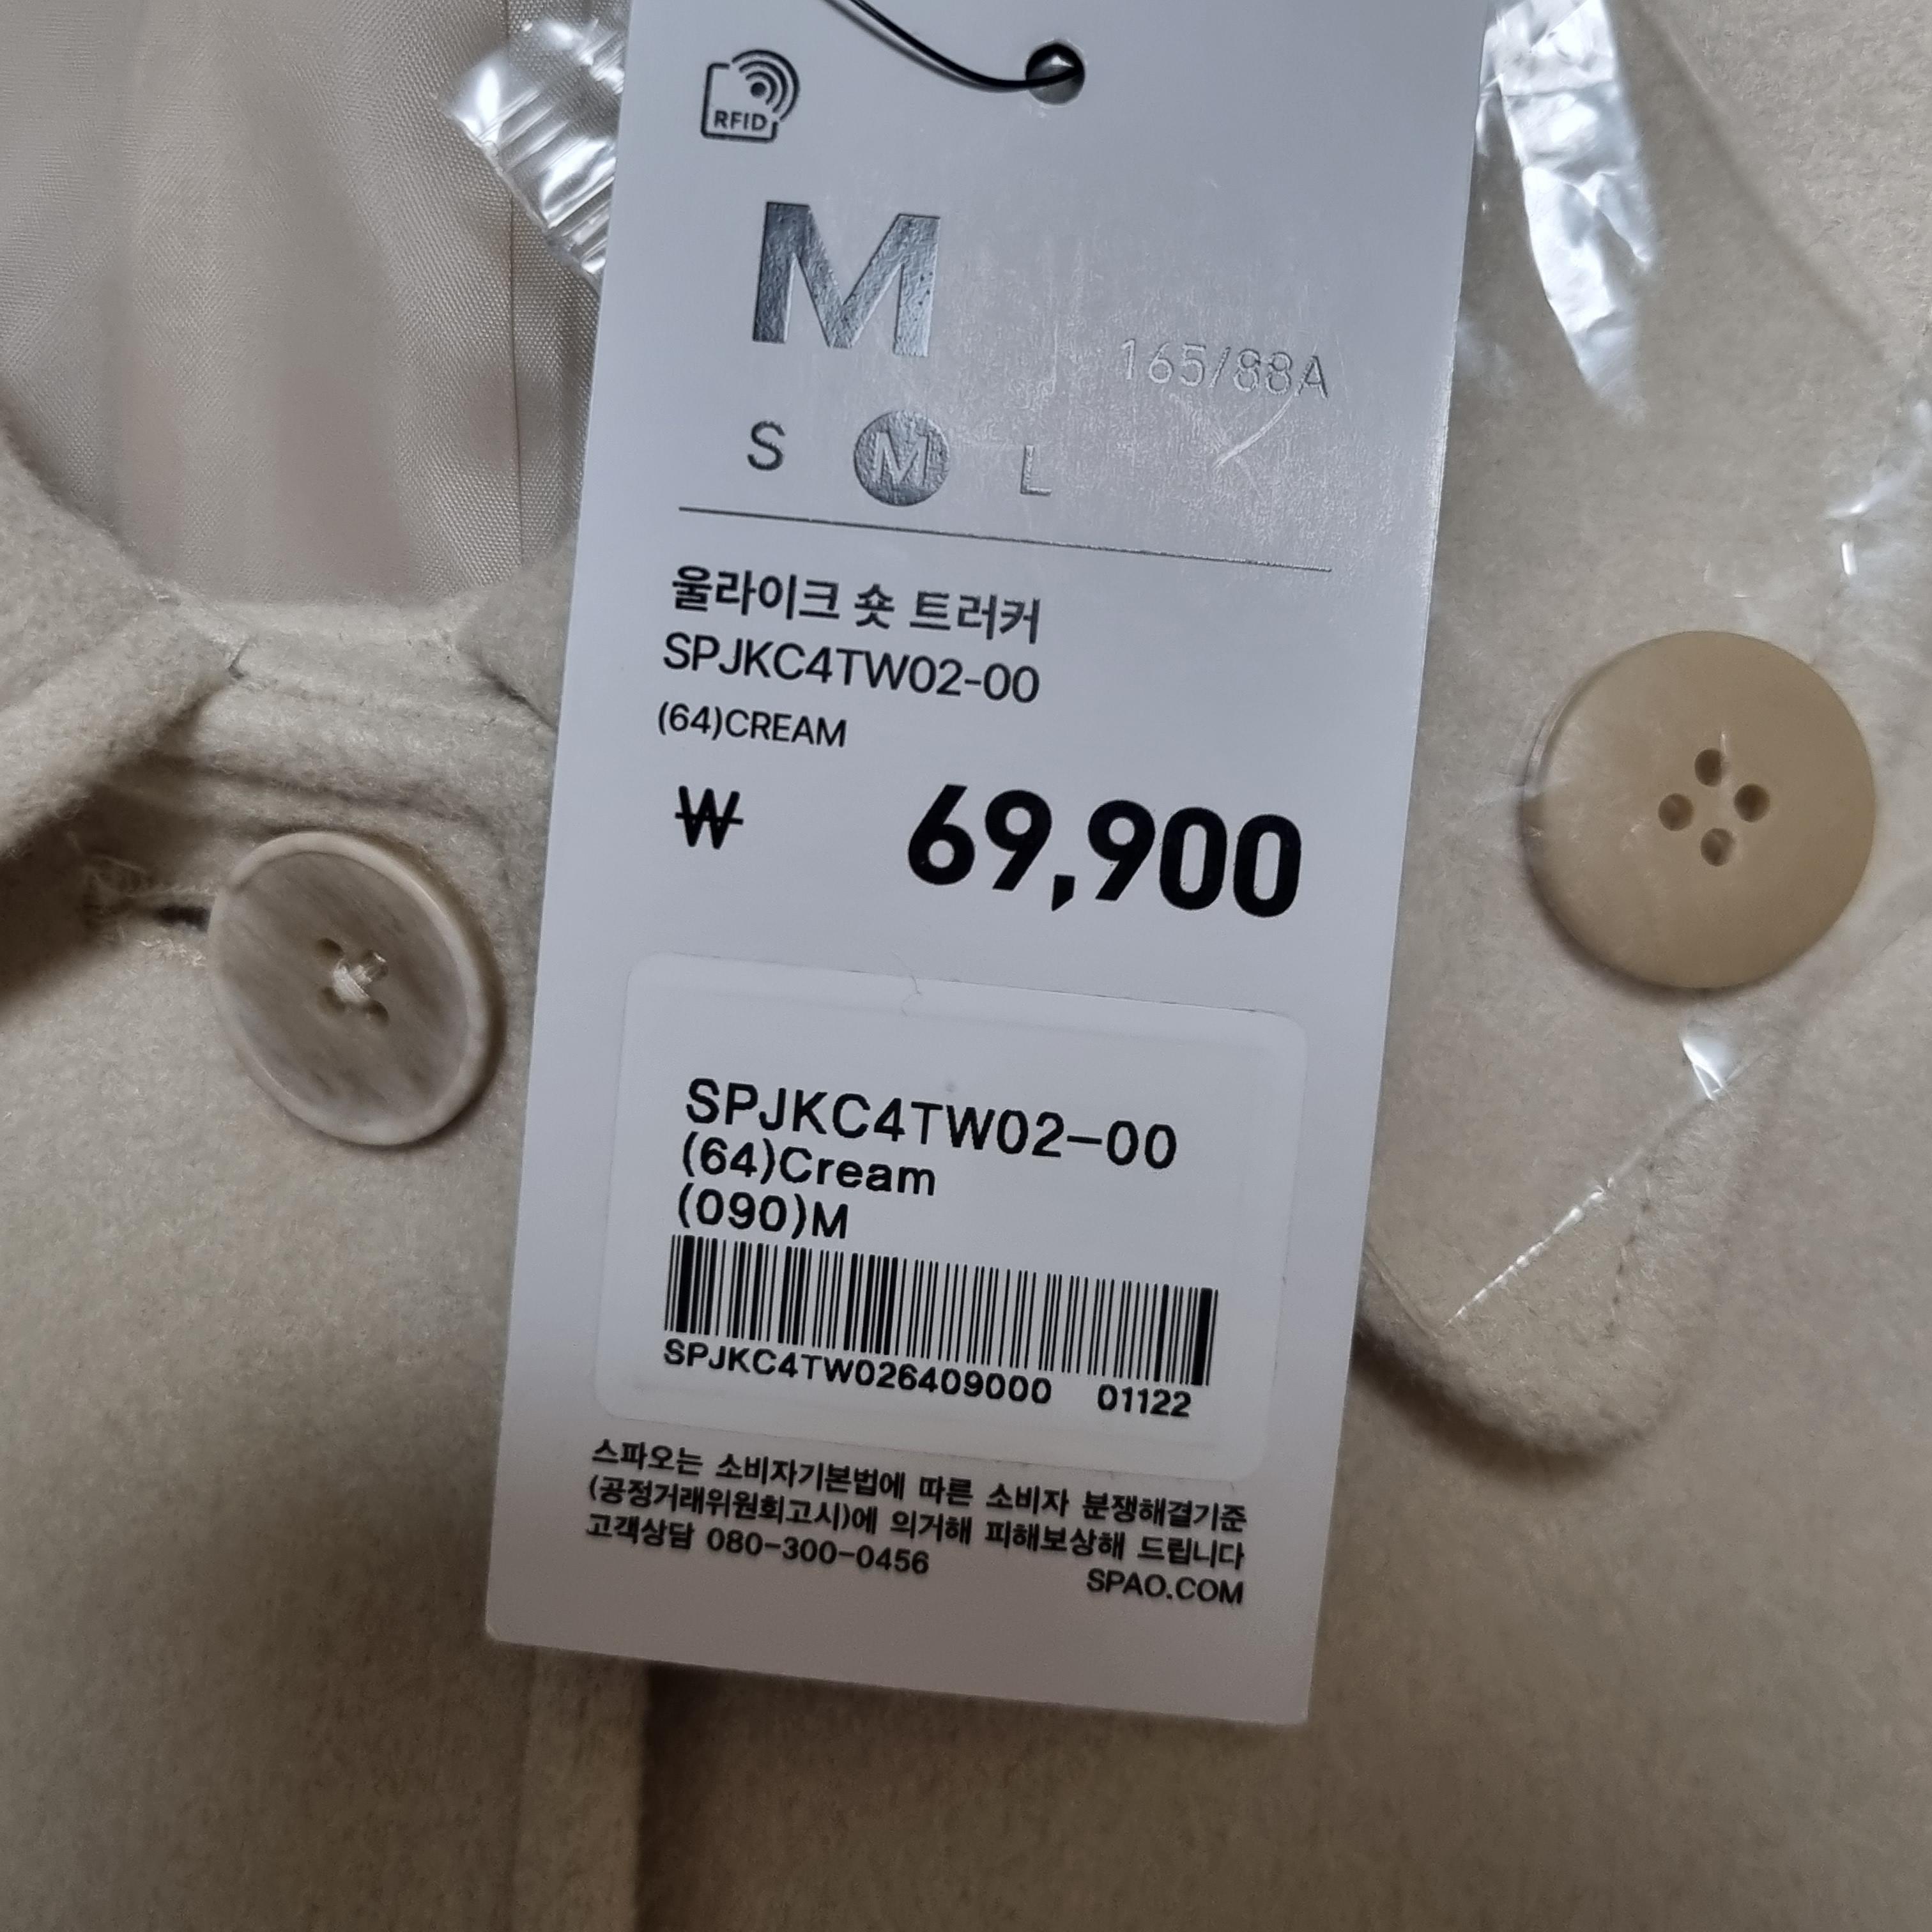 RFID
M
165/88A
S M L
울라이크 숏 트러커
SPJKC4TW02-00
(64)CREAM
₩ 69,900
SPJKC4TW02-00
(64)Cream
(090)M
SPJKC4TW026409000 01122
스파오는 소비자기본법에 따른 소비자 분쟁해결기준
(공정거래위원회고시)에 의거해 피해보상해 드립니다
고객상담 080-300-0456
SPAO.COM